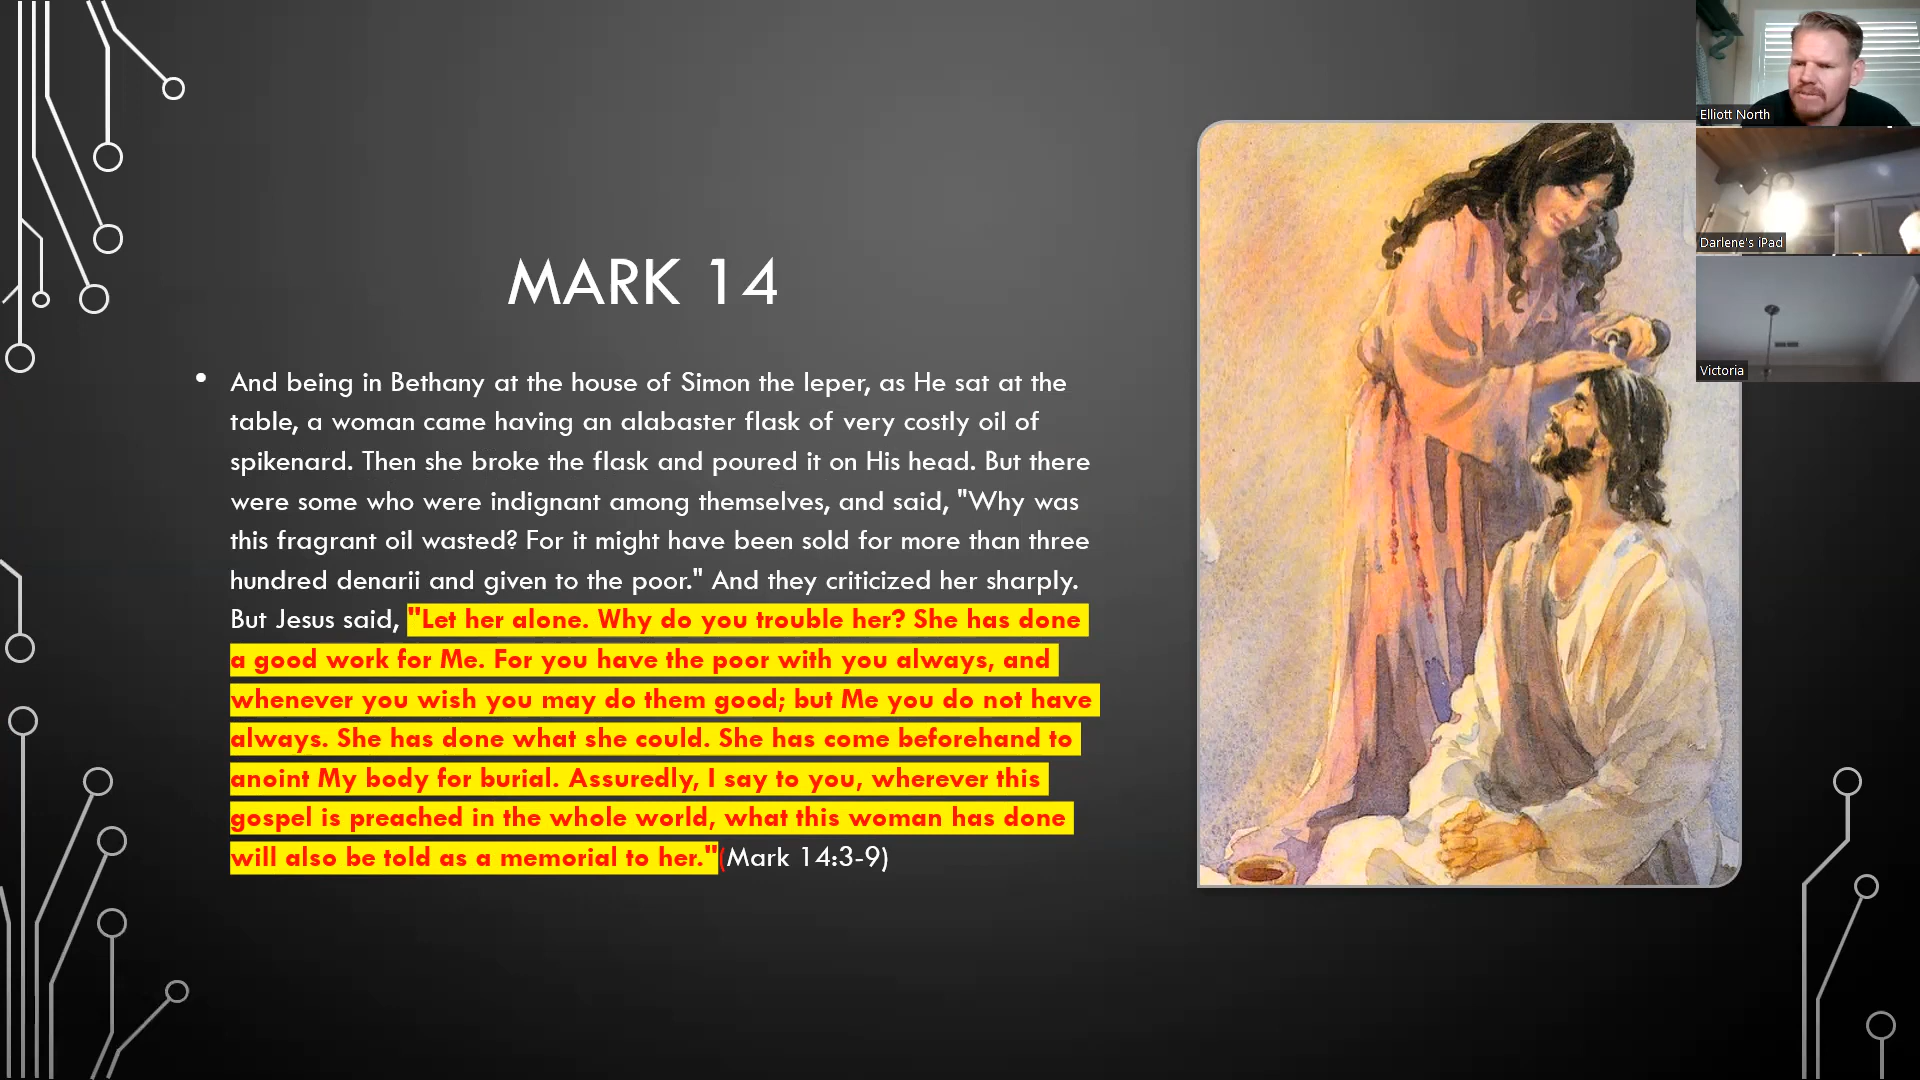 MARK 14
• And being in Bethany at the house of Simon the leper, as He sat at the
table, a woman came having an alabaster flask of very costly oil of
spikenard. Then she broke the flask and poured it on His head. But there
were some who were indignant among themselves, and said, "Why was
this fragrant oil wasted? For it might have been sold for more than three
hundred denarii and given to the poor." And they criticized her sharply.
But Jesus said, "Let her alone. Why do you trouble her? She has done
a good work for Me. For you have the poor with you always, and
whenever you wish you may do them good; but Me you do not have
always. She has done what she could. She has come beforehand to
anoint My body for burial. Assuredly, I say to you, wherever this
gospel is preached in the whole world, what this woman has done
will also be told as a memorial to her."(Mark 14:3-9)
Elliott North
Darlene's iPad
Victoria